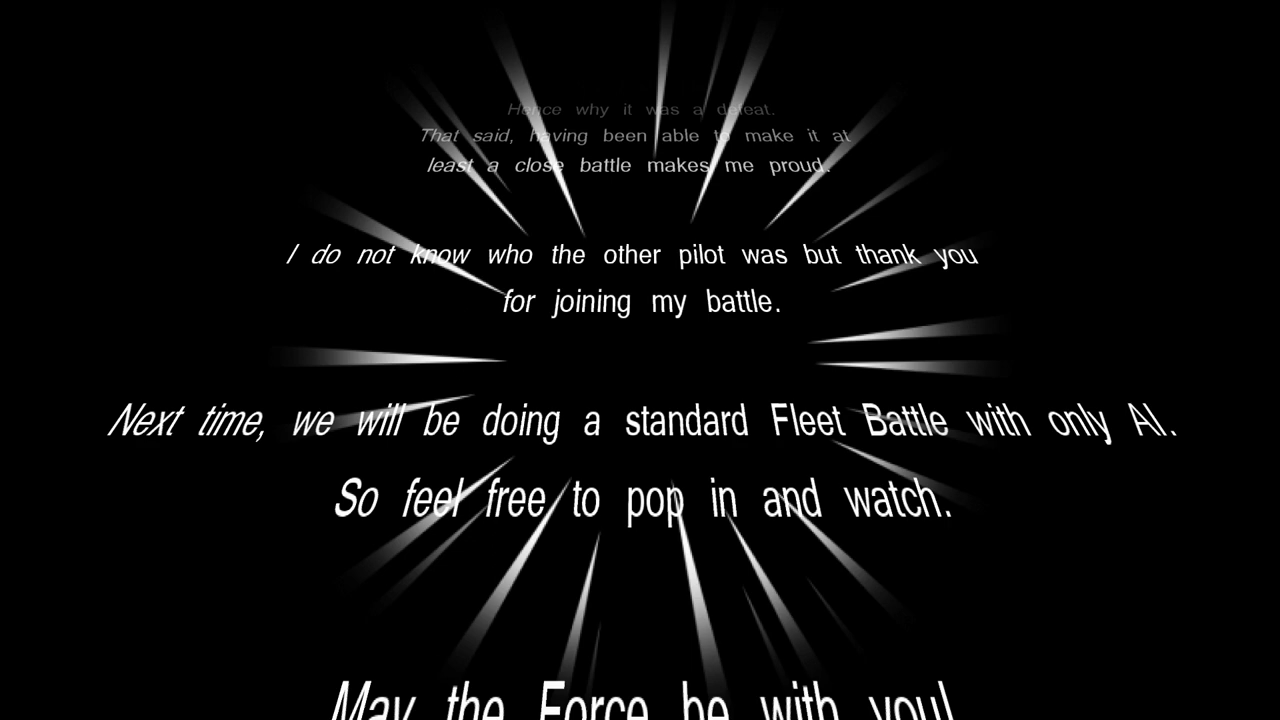 Hence why it was a defeat.
That said, having been able to make it at
least a close battle makes me proud.
I do not know who the other pilot was but thank you
for joining my battle.
Next time, we will be doing a standard Fleet Battle with only AI.
So feel free to pop in and watch.
May the Force be with you!